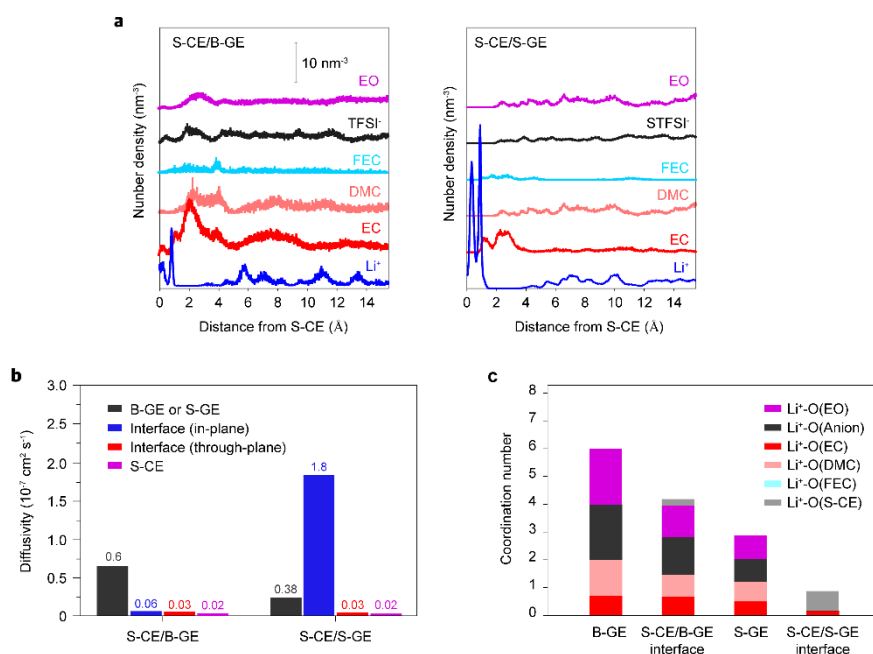 a
S-CE/B-GE
10 nm-3
EO
TFSI-
FEC
DMC
EC
Li+
Nunber density (nm-3)
0 2 4 6 8 10 12 14
Distance from S-CE (Å)
S-CE/S-GE
EO
STFSI-
FEC
DMC
EC
Li+
Nunber density (nm-3)
0 2 4 6 8 10 12 14
Distance from S-CE (Å)
b
Diffusivity (10-7 cm2 s-1)
3.0
2.5
2.0
1.5
1.0
0.5
0
B-GE or S-GE
Interface (in-plane)
Interface (through-plane)
S-CE
0.6
0.06
0.03
0.02
0.38
1.8
0.03
0.02
S-CE/B-GE
S-CE/S-GE
c
Coordination number
8
7
6
5
4
3
2
1
0
Li+-O(EO)
Li+-O(Anion)
Li+-O(EC)
Li+-O(DMC)
Li+-O(FEC)
Li+-O(S-CE)
B-GE
S-CE/B-GE
interface
S-GE
S-CE/S-GE
interface